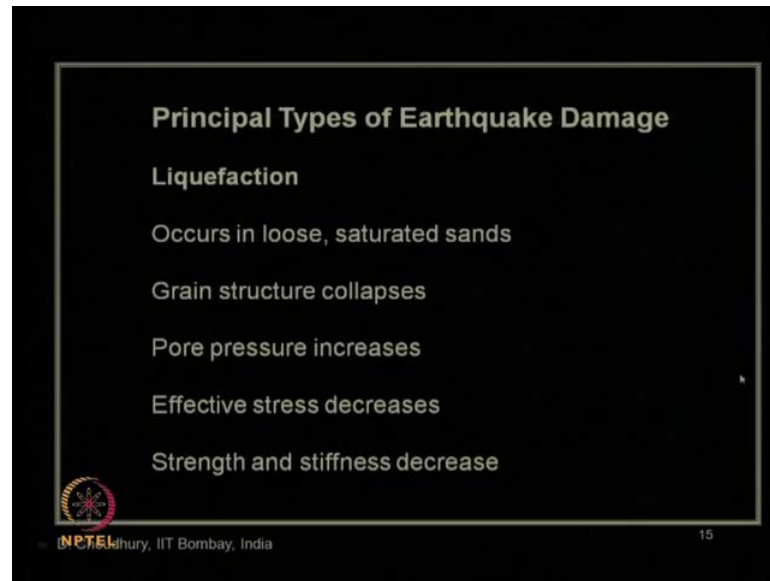 Principal Types of Earthquake Damage
Liquefaction
Occurs in loose, saturated sands
Grain structure collapses
Pore pressure increases
Effective stress decreases
Strength and stiffness decrease
NPTEL
D. Choudhury, IIT Bombay, India
15